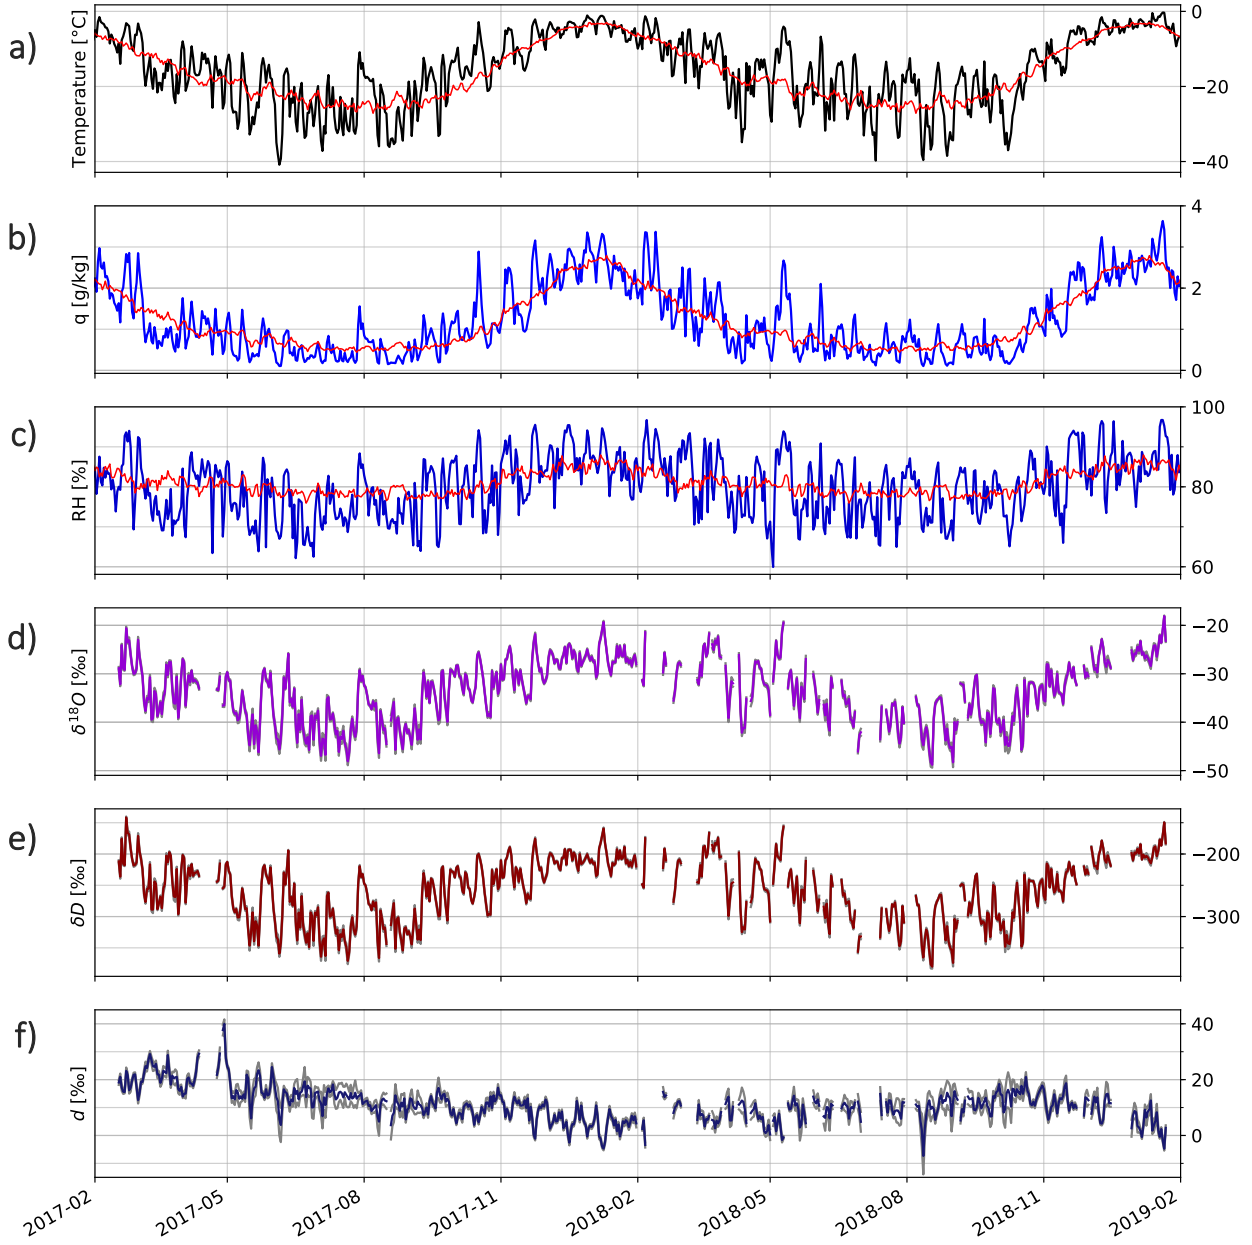 a)
Temperature [°C]
0
−20
−40
b)
q [g/kg]
4
2
0
c)
RH [%]
100
80
60
d)
δ¹⁸O [‰]
−20
−30
−40
−50
e)
δD [‰]
−200
−300
f)
d [‰]
40
20
0
2017-02
2017-05
2017-08
2017-11
2018-02
2018-05
2018-08
2018-11
2019-02